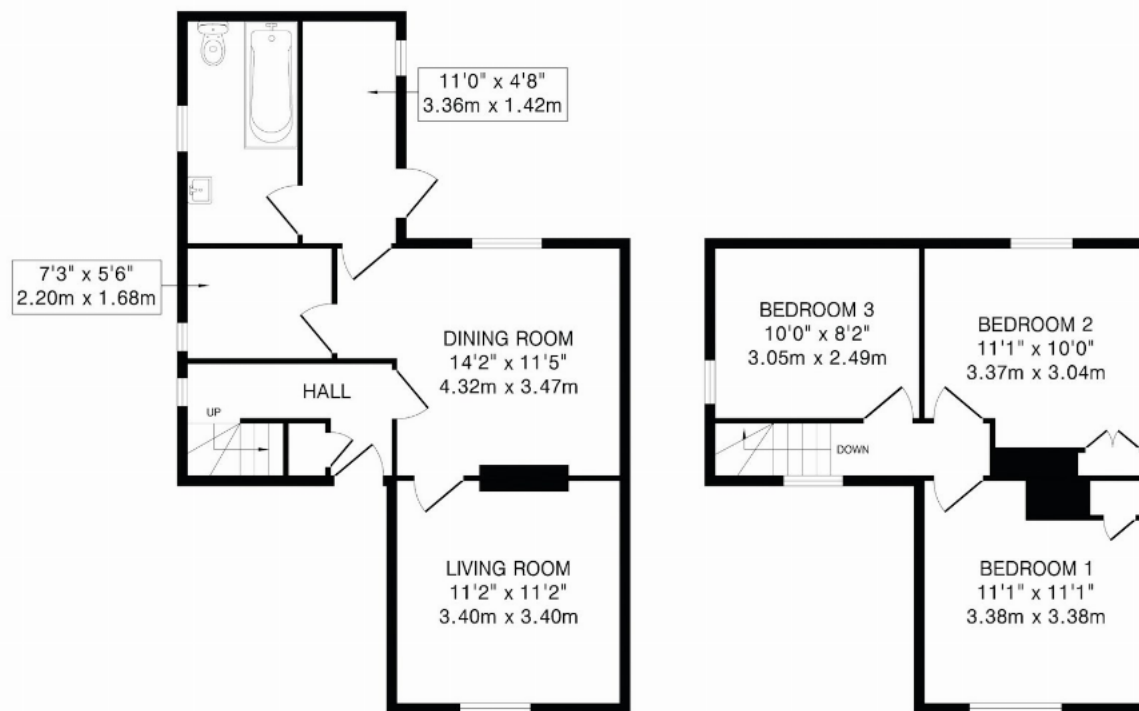 11'0" x 4'8"
3.36m x 1.42m
7'3" x 5'6"
2.20m x 1.68m
DINING ROOM
14'2" x 11'5"
4.32m x 3.47m
HALL
UP
LIVING ROOM
11'2" x 11'2"
3.40m x 3.40m
BEDROOM 3
10'0" x 8'2"
3.05m x 2.49m
BEDROOM 2
11'1" x 10'0"
3.37m x 3.04m
DOWN
BEDROOM 1
11'1" x 11'1"
3.38m x 3.38m